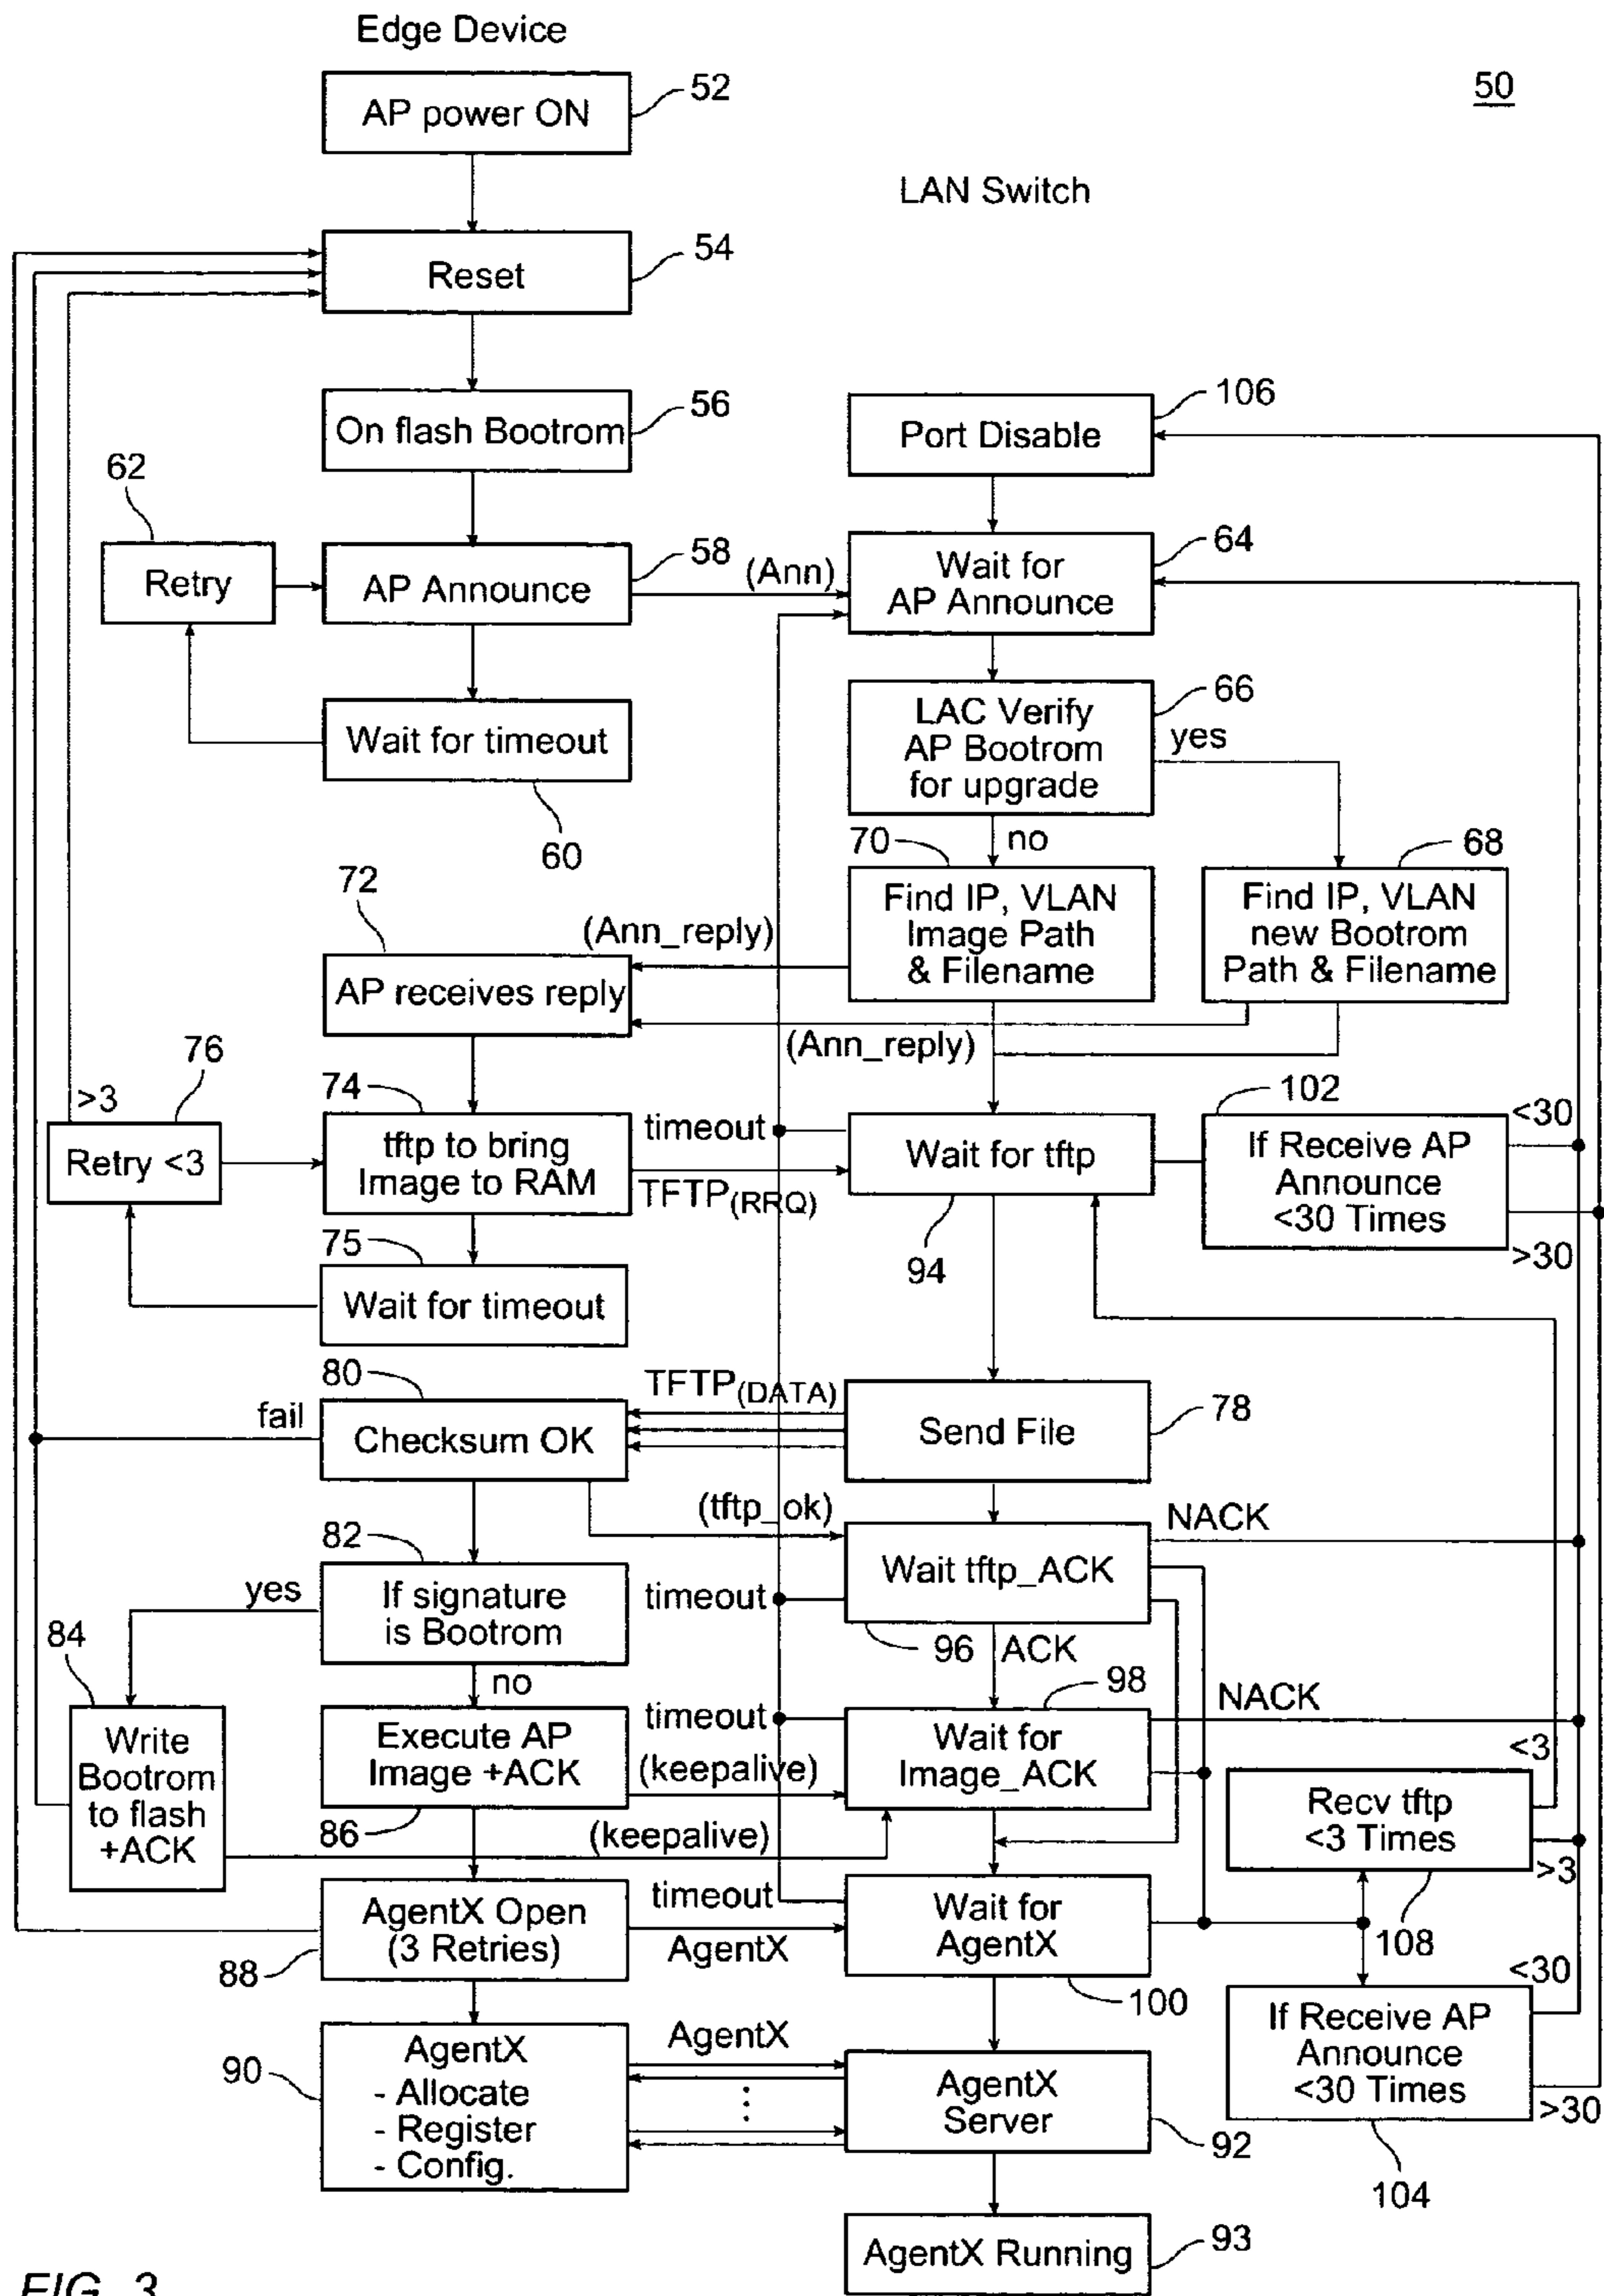 Edge Device
AP power ON
52
50
LAN Switch
Reset
54
On flash Bootrom
56
Port Disable
106
62
Retry
AP Announce
58
(Ann)
Wait for
AP Announce
64
Wait for timeout
60
LAC Verify
AP Bootrom
for upgrade
66
yes
no
70
Find IP, VLAN
Image Path
& Filename
68
Find IP, VLAN
new Bootrom
Path & Filename
72
(Ann_reply)
AP receives reply
(Ann_reply)
76
>3
Retry <3
74
tftp to bring
Image to RAM
timeout
TFTP(RRQ)
Wait for tftp
94
102
If Receive AP
Announce
<30 Times
<30
>30
75
Wait for timeout
80
fail
Checksum OK
TFTP(DATA)
Send File
78
(tftp_ok)
Wait tftp_ACK
NACK
82
yes
If signature
is Bootrom
timeout
96
ACK
no
84
Write
Bootrom
to flash
+ACK
Execute AP
Image +ACK
86
timeout
(keepalive)
(keepalive)
98
Wait for
Image_ACK
NACK
<3
Recv tftp
<3 Times
>3
108
AgentX Open
(3 Retries)
88
timeout
AgentX
Wait for
AgentX
100
<30
If Receive AP
Announce
<30 Times
>30
104
90
AgentX
- Allocate
- Register
- Config.
AgentX
AgentX
Server
92
AgentX Running
93
FIG. 3